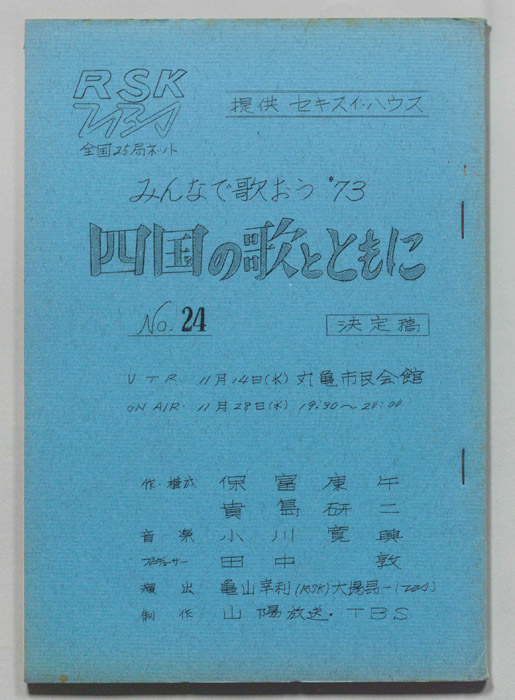 RSK
テレビ
全国25局ネット
提供 セキスイ・ハウス
みんなで歌おう '73
四国の歌とともに
No. 24
決定稿
VTR. 11月14日(水) 丸亀市民会館
ON AIR. 11月28日(水) 19:30~20:00
作・構成 保富康午
貴島研二
音楽 小川寛興
プロデューサー 田中敦
演出 亀山幸利(RSK)大場晃一(TBS)
制作 山陽放送・TBS